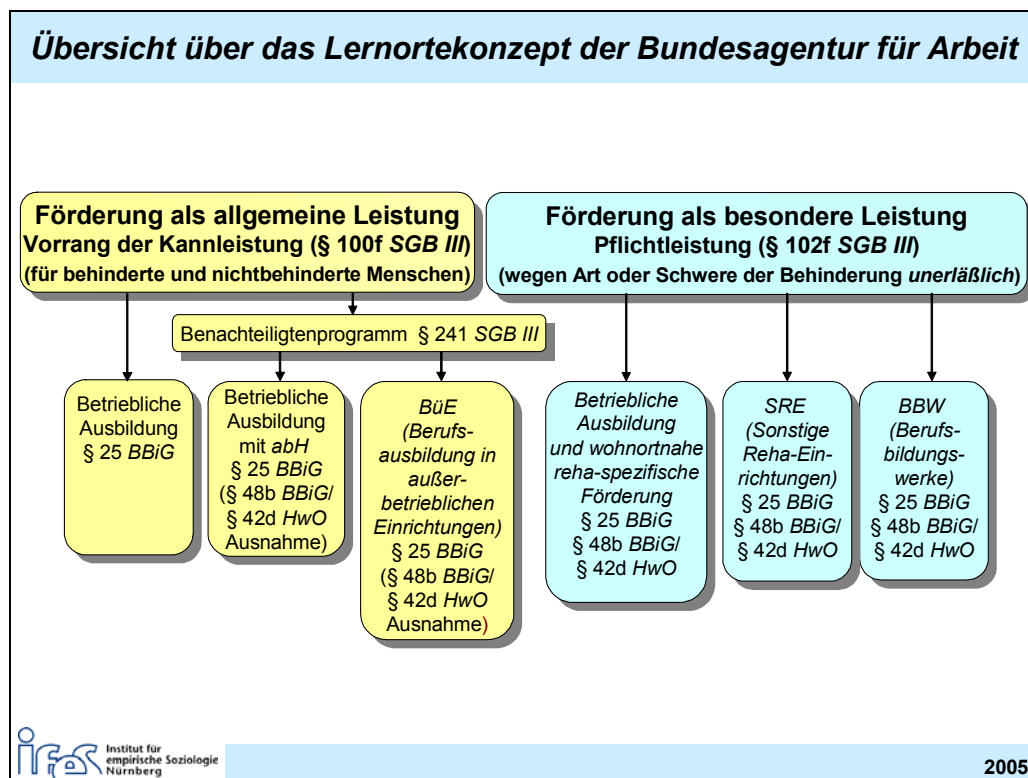 Übersicht über das Lernortekonzept der Bundesagentur für Arbeit
Förderung als allgemeine Leistung
Vorrang der Kannleistung (§ 100f SGB III)
(für behinderte und nichtbehinderte Menschen)
Förderung als besondere Leistung
Pflichtleistung (§ 102f SGB III)
(wegen Art oder Schwere der Behinderung unerläßlich)
Benachteiligtenprogramm § 241 SGB III
Betriebliche
Ausbildung
§ 25 BBiG
Betriebliche
Ausbildung
mit abH
§ 25 BBiG
(§ 48b BBiG/
§ 42d HwO
Ausnahme)
BüE
(Berufs-
ausbildung in
außer-
betrieblichen
Einrichtungen)
§ 25 BBiG
(§ 48b BBiG/
§ 42d HwO
Ausnahme)
Betriebliche
Ausbildung
und wohnortnahe
reha-spezifische
Förderung
§ 25 BBiG
§ 48b BBiG/
§ 42d HwO
SRE
(Sonstige
Reha-Ein-
richtungen)
§ 25 BBiG
§ 48b BBiG/
§ 42d HwO
BBW
(Berufs-
bildungs-
werke)
§ 25 BBiG
§ 48b BBiG/
§ 42d HwO
ifes
Institut für
empirische Soziologie
Nürnberg
2005